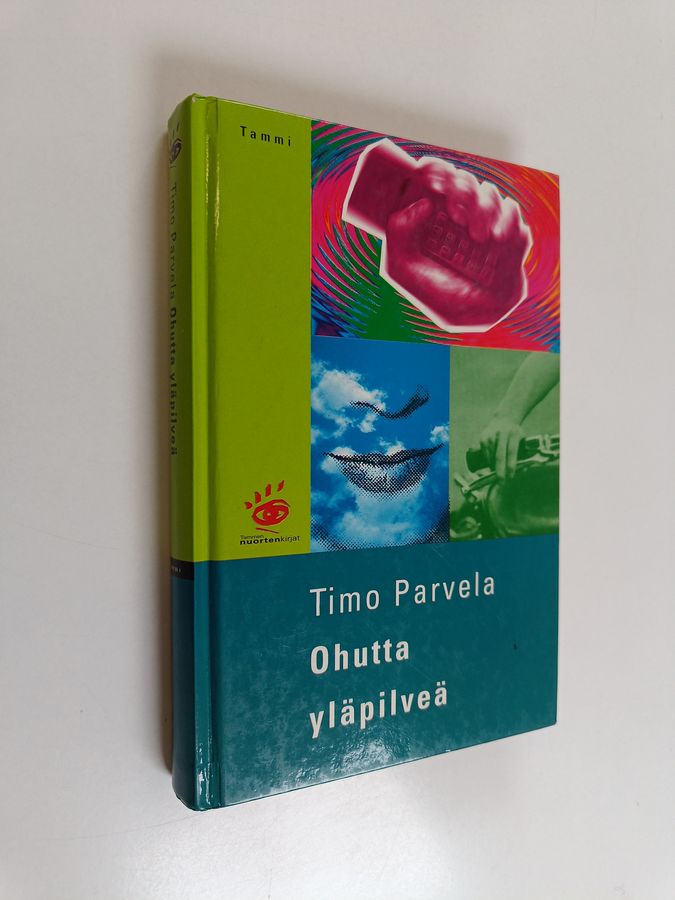 Tammi
Tammen
nuortenkirjat
Timo Parvela
Ohutta
yläpilveä
Timo Parvela Ohutta yläpilveä